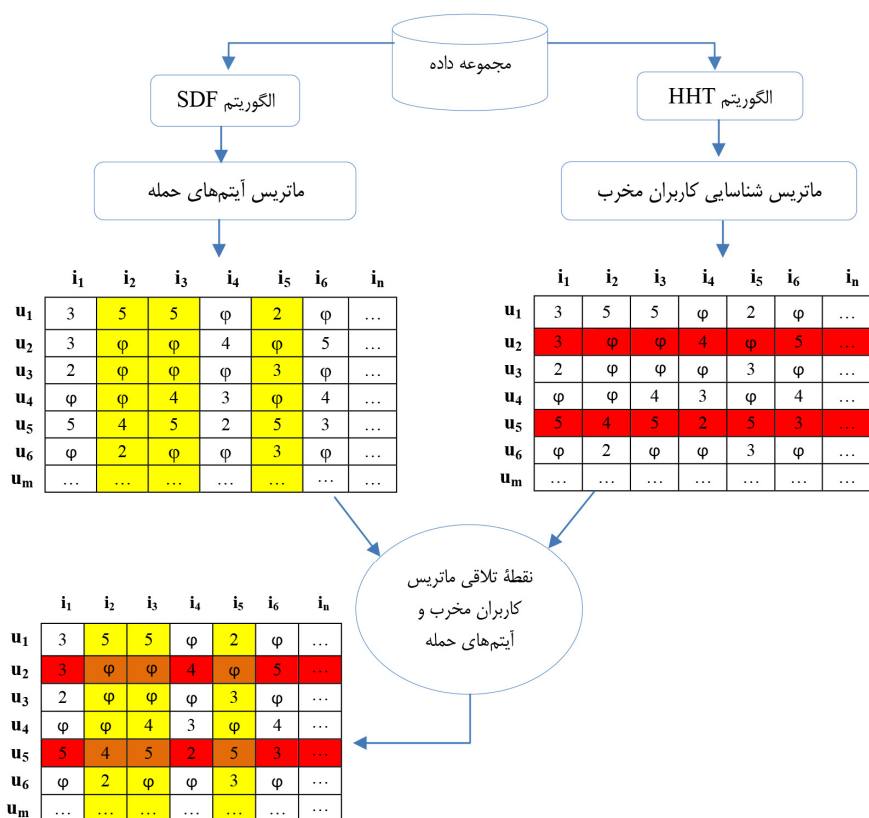 مجموعه داده
الگوریتم SDF
الگوریتم HHT
ماتریس آیتم‌های حمله
ماتریس شناسایی کاربران مخرب
i₁ i₂ i₃ i₄ i₅ i₆ iₙ
u₁ 3 5 5 φ 2 φ ...
u₂ 3 φ φ 4 φ 5 ...
u₃ 2 φ φ φ 3 φ ...
u₄ φ φ 4 3 φ 4 ...
u₅ 5 4 5 2 5 3 ...
u₆ φ 2 φ φ 3 φ ...
uₘ ... ... ... ... ... ... ...
i₁ i₂ i₃ i₄ i₅ i₆ iₙ
u₁ 3 5 5 φ 2 φ ...
u₂ 3 φ φ 4 φ 5 ...
u₃ 2 φ φ φ 3 φ ...
u₄ φ φ 4 3 φ 4 ...
u₅ 5 4 5 2 5 3 ...
u₆ φ 2 φ φ 3 φ ...
uₘ ... ... ... ... ... ... ...
نقطهٔ تلاقی ماتریس
کاربران مخرب و
آیتم‌های حمله
i₁ i₂ i₃ i₄ i₅ i₆ iₙ
u₁ 3 5 5 φ 2 φ ...
u₂ 3 φ φ 4 φ 5 ...
u₃ 2 φ φ φ 3 φ ...
u₄ φ φ 4 3 φ 4 ...
u₅ 5 4 5 2 5 3 ...
u₆ φ 2 φ φ 3 φ ...
uₘ ... ... ... ... ... ... ...